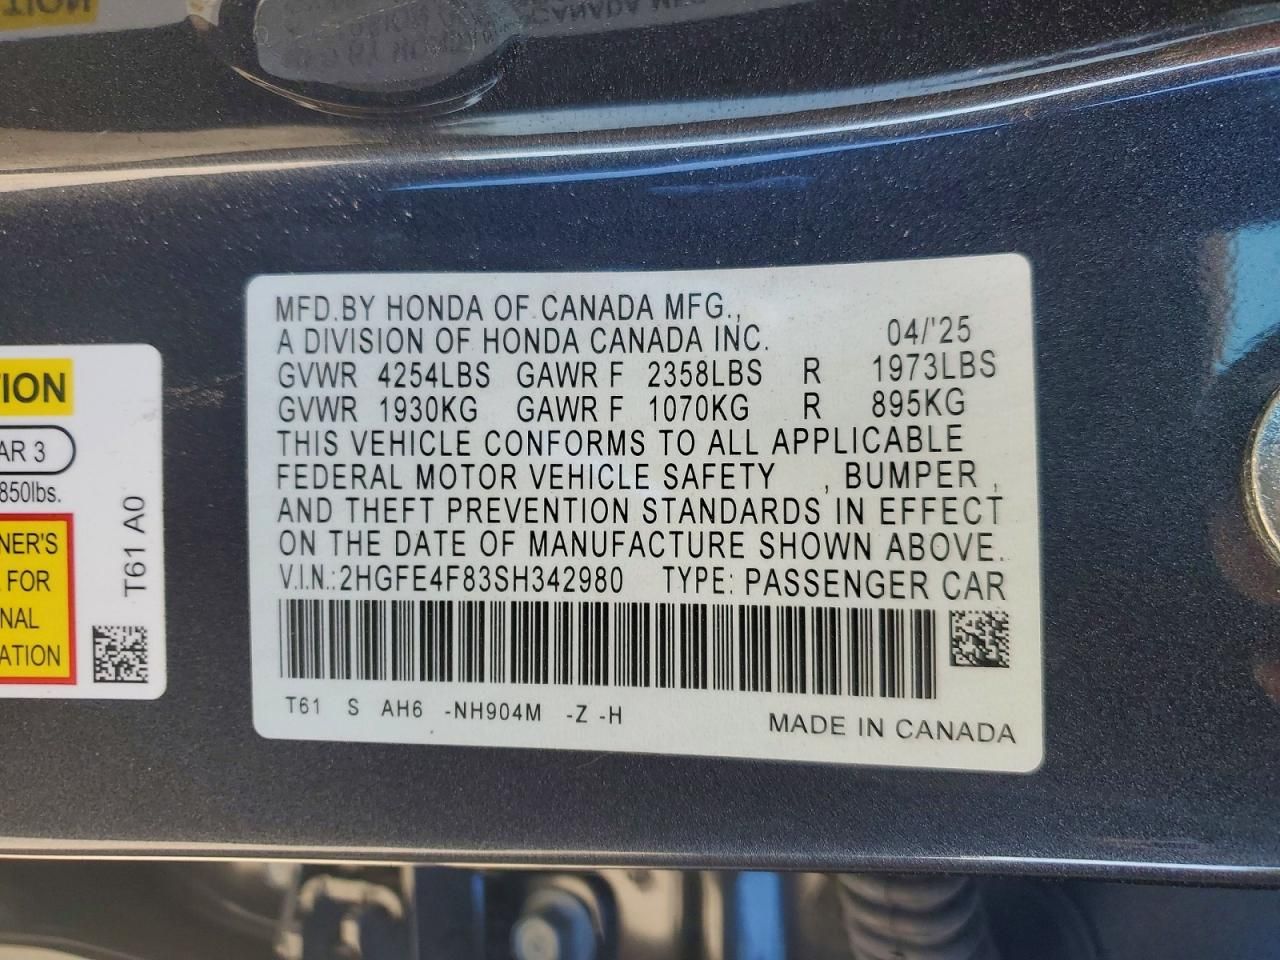 MFD.BY HONDA OF CANADA MFG.,
A DIVISION OF HONDA CANADA INC. 04/'25
GVWR 4254LBS GAWR F 2358LBS R 1973LBS
GVWR 1930KG GAWR F 1070KG R 895KG
THIS VEHICLE CONFORMS TO ALL APPLICABLE
FEDERAL MOTOR VEHICLE SAFETY , BUMPER ,
AND THEFT PREVENTION STANDARDS IN EFFECT
ON THE DATE OF MANUFACTURE SHOWN ABOVE.
V.I.N.:2HGFE4F83SH342980 TYPE: PASSENGER CAR
T61 S AH6 -NH904M -Z -H
MADE IN CANADA
TION
AR 3
850lbs.
NER'S
FOR
NAL
ATION
T61 A0